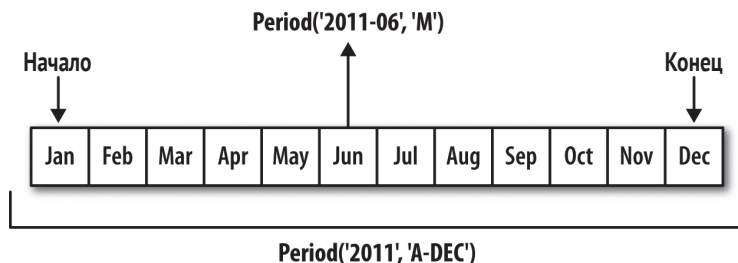 Period('2011-06', 'M')
Начало
Конец
Jan Feb Mar Apr May Jun Jul Aug Sep Oct Nov Dec
Period('2011', 'A-DEC')